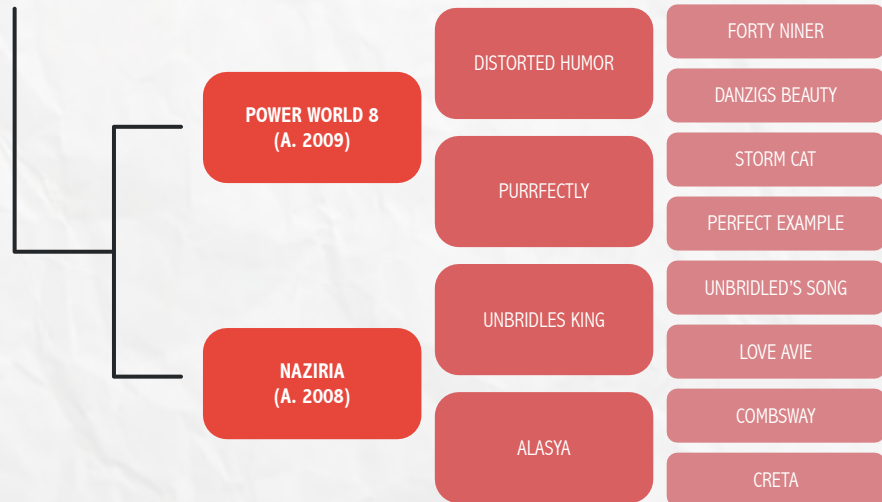 POWER WORLD 8
(A. 2009)
NAZIRIA
(A. 2008)
DISTORTED HUMOR
PURRFECTLY
UNBRIDLES KING
ALASYA
FORTY NINER
DANZIGS BEAUTY
STORM CAT
PERFECT EXAMPLE
UNBRIDLED'S SONG
LOVE AVIE
COMBSWAY
CRETA